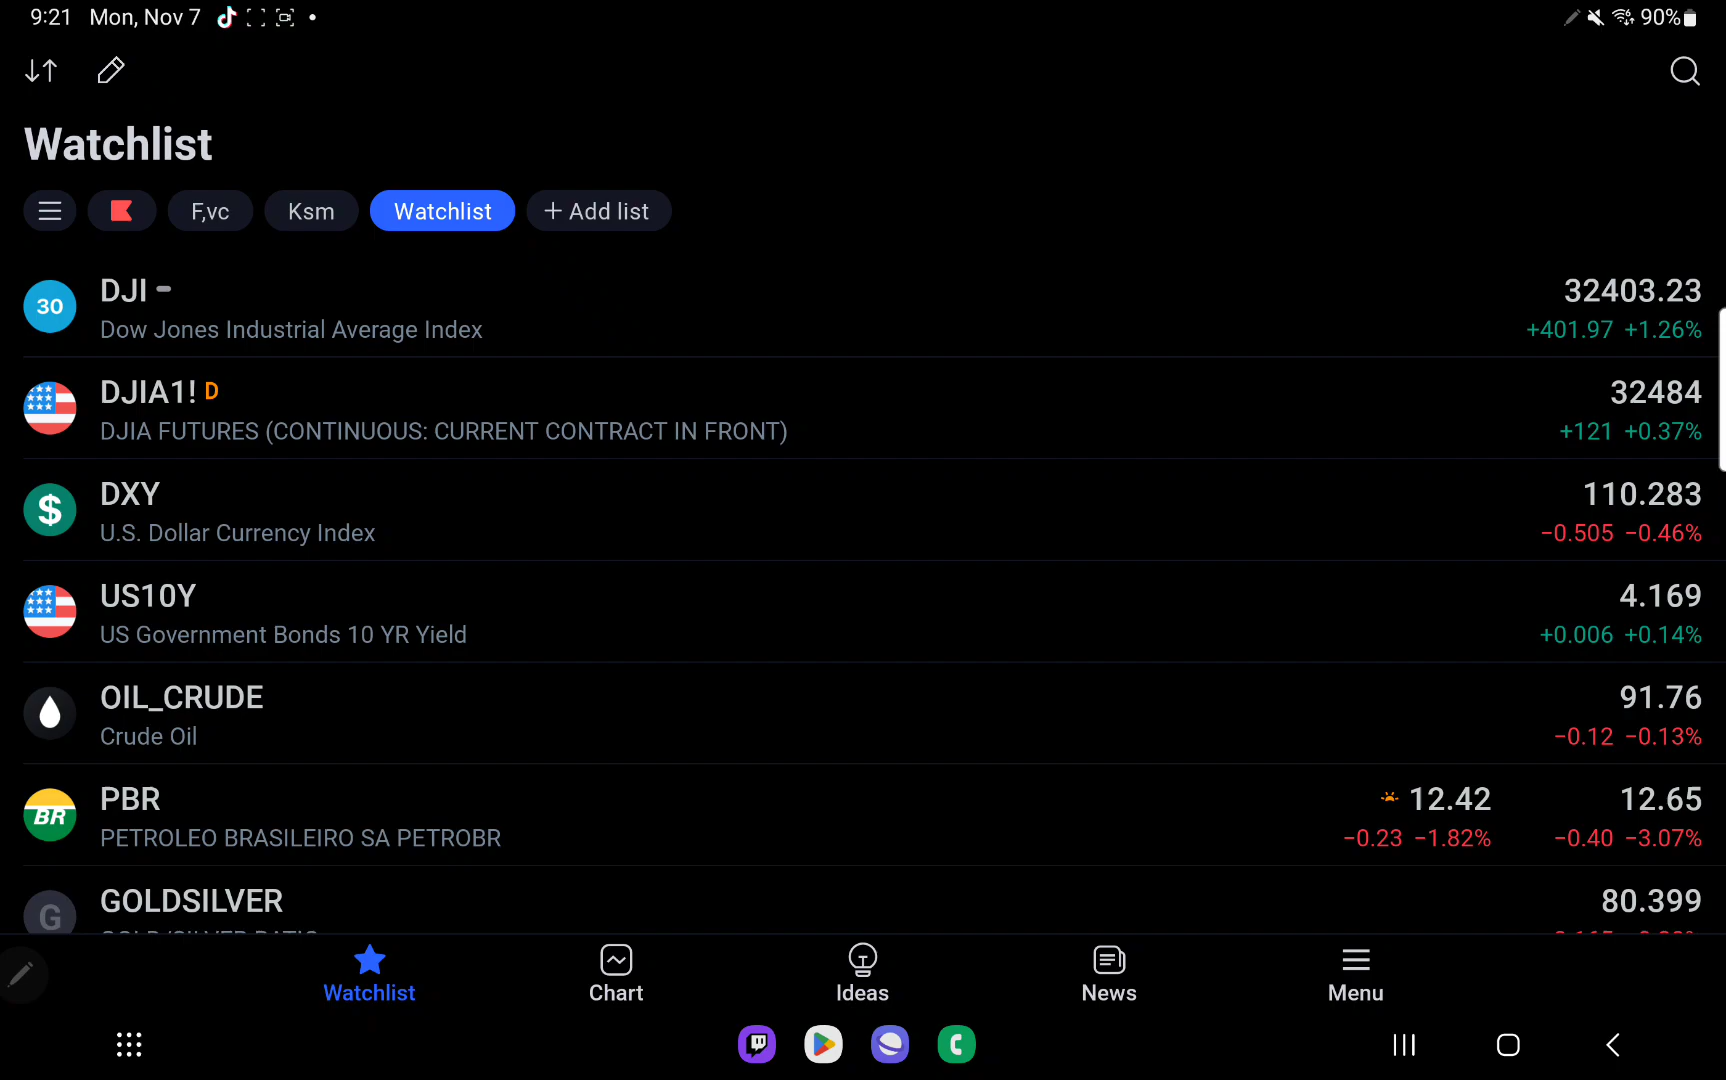 9:21 Mon, Nov 7 90%
Watchlist
F,vc Ksm Watchlist + Add list
30 DJI 32403.23
Dow Jones Industrial Average Index +401.97 +1.26%
DJIA1! D 32484
DJIA FUTURES (CONTINUOUS: CURRENT CONTRACT IN FRONT) +121 +0.37%
$ DXY 110.283
U.S. Dollar Currency Index −0.505 −0.46%
US10Y 4.169
US Government Bonds 10 YR Yield +0.006 +0.14%
OIL_CRUDE 91.76
Crude Oil −0.12 −0.13%
BR PBR 12.42 12.65
PETROLEO BRASILEIRO SA PETROBR −0.23 −1.82% −0.40 −3.07%
G GOLDSILVER 80.399
Watchlist Chart Ideas News Menu